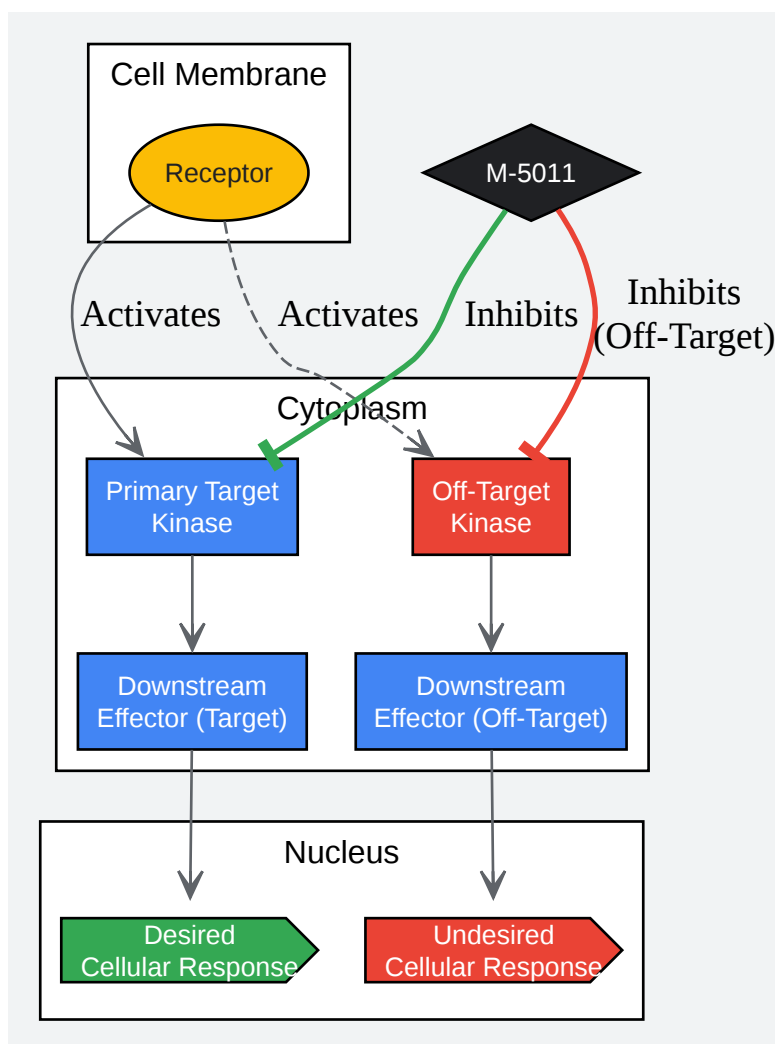 Cell Membrane
Receptor
M-5011
Activates
Activates
Inhibits
Inhibits
(Off-Target)
Cytoplasm
Primary Target
Kinase
Off-Target
Kinase
Downstream
Effector (Target)
Downstream
Effector (Off-Target)
Nucleus
Desired
Cellular Response
Undesired
Cellular Response